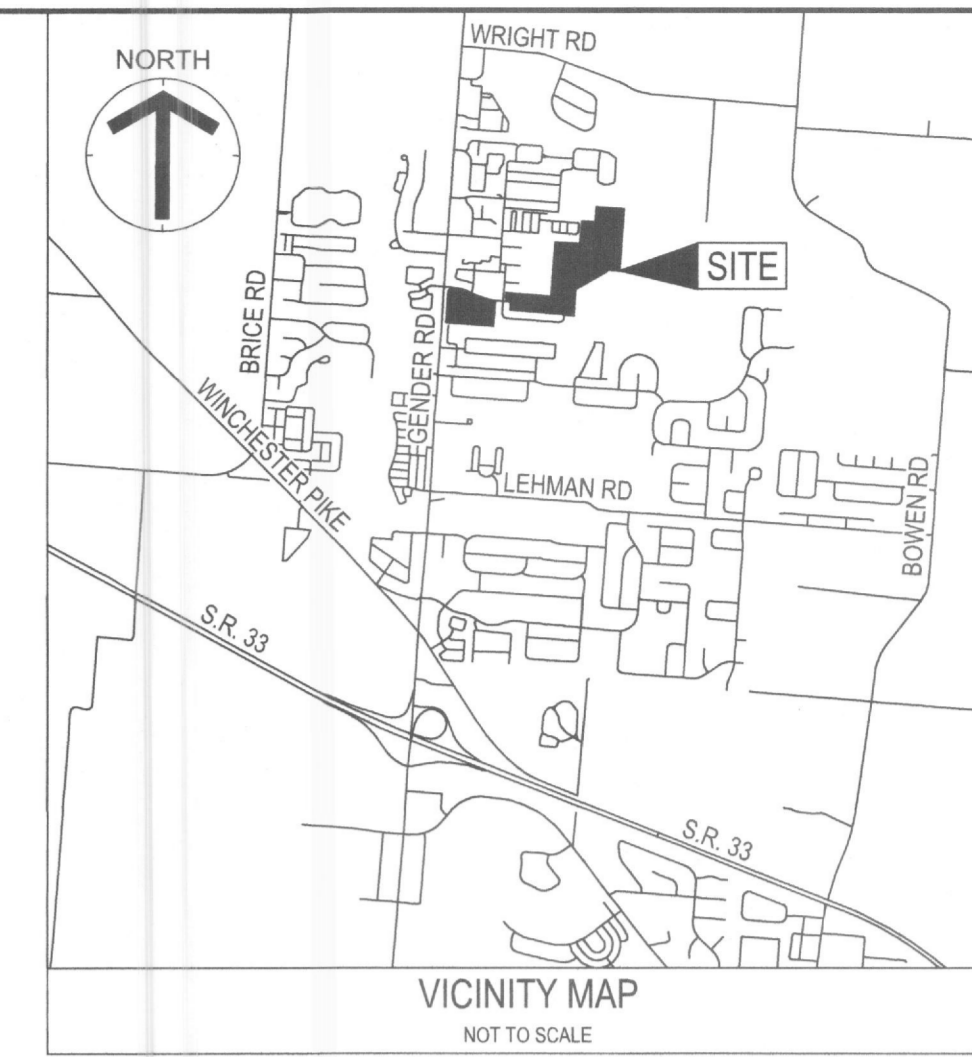 WRIGHT RD
NORTH
SITE
BRICE RD
GENDER RD
WINCHESTER PIKE
LEHMAN RD
BOWEN RD
S.R. 33
S.R. 33
VICINITY MAP
NOT TO SCALE